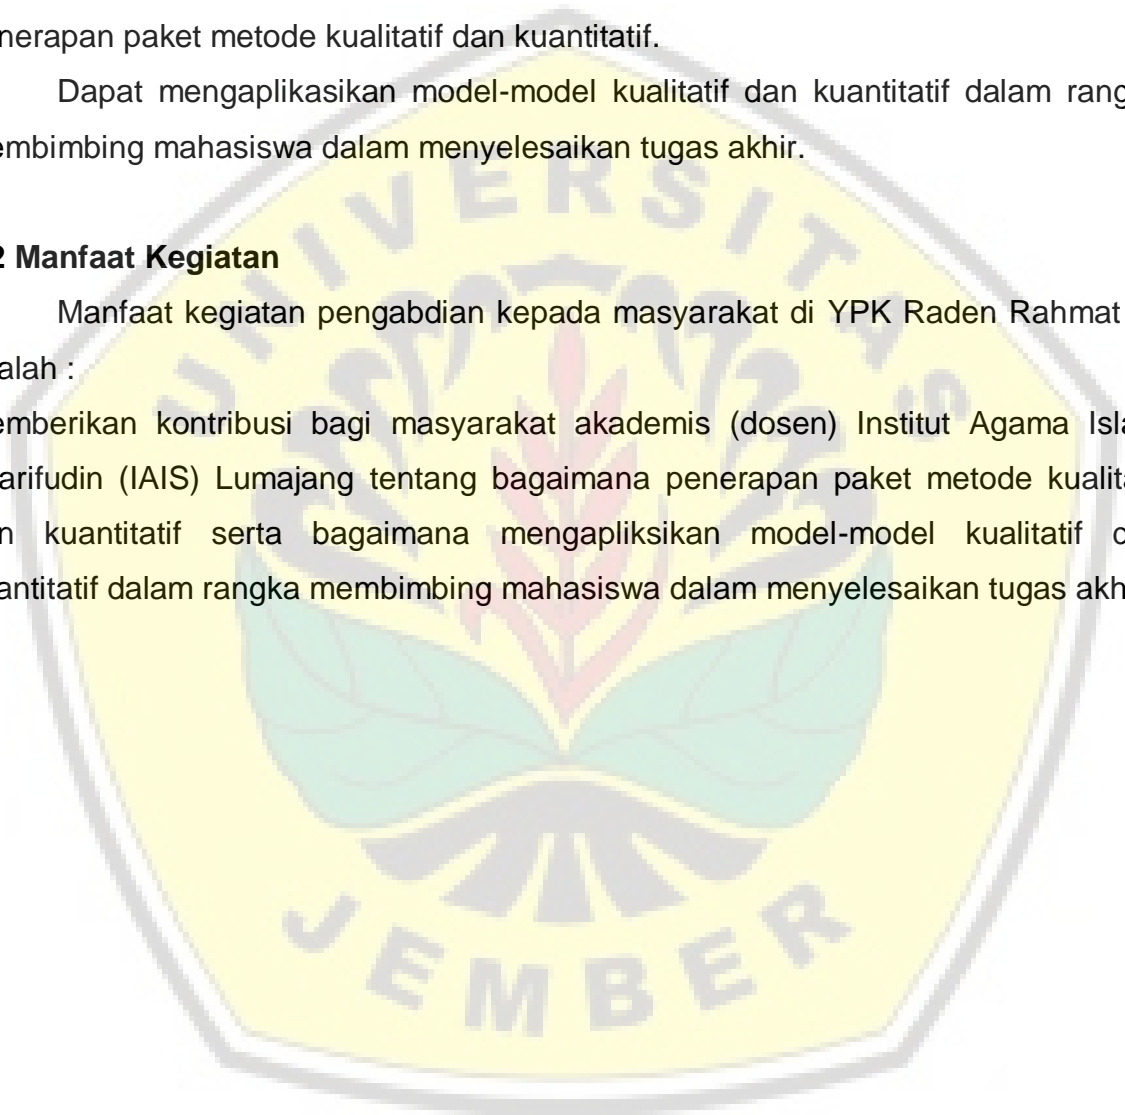 nerapan paket metode kualitatif dan kuantitatif.
Dapat mengaplikasikan model-model kualitatif dan kuantitatif dalam rang
embimbing mahasiswa dalam menyelesaikan tugas akhir.
2 Manfaat Kegiatan
Manfaat kegiatan pengabdian kepada masyarakat di YPK Raden Rahmat
alah :
emberikan kontribusi bagi masyarakat akademis (dosen) Institut Agama Isla
arifudin (IAIS) Lumajang tentang bagaimana penerapan paket metode kualita
n kuantitatif serta bagaimana mengapliksikan model-model kualitatif d
antitatif dalam rangka membimbing mahasiswa dalam menyelesaikan tugas akh
UNIVERSITAS
JEMBER